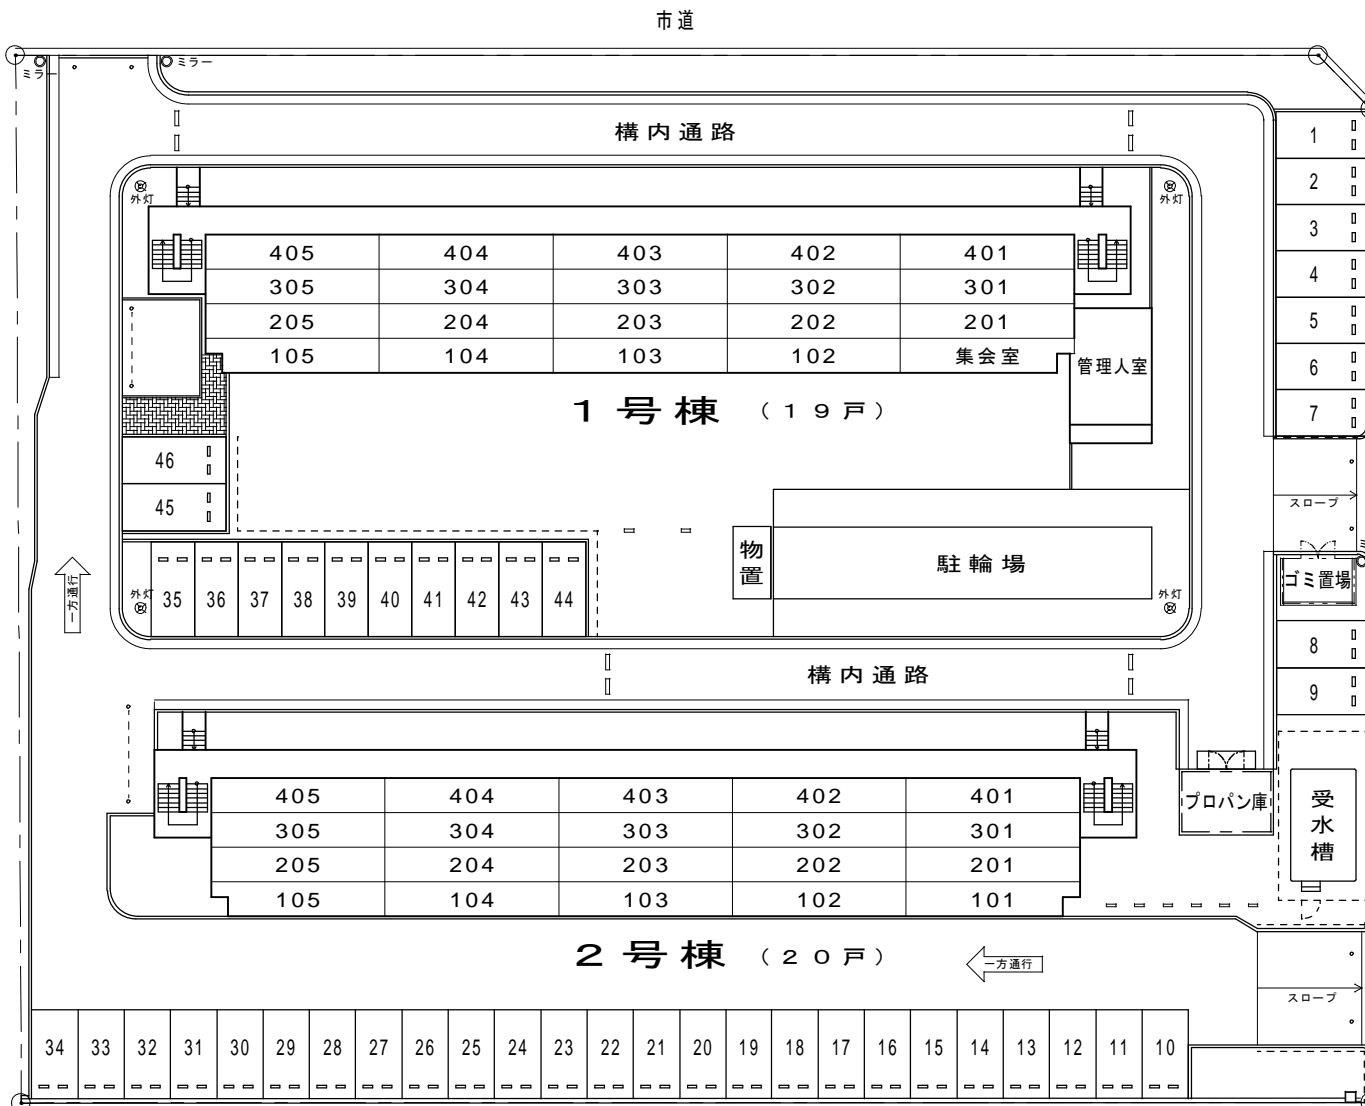 市道
ミラー
ミラー
構内通路
外灯
外灯
405 404 403 402 401
305 304 303 302 301
205 204 203 202 201
105 104 103 102 集会室
管理人室
1号棟 （19戸）
1
2
3
4
5
6
7
スロープ
46
45
35 36 37 38 39 40 41 42 43 44
物置
駐輪場
外灯
外灯
一方通行
ゴミ置場
8
9
構内通路
405 404 403 402 401
305 304 303 302 301
205 204 203 202 201
105 104 103 102 101
プロパン庫
受水槽
2号棟 （20戸）
一方通行
スロープ
34 33 32 31 30 29 28 27 26 25 24 23 22 21 20 19 18 17 16 15 14 13 12 11 10